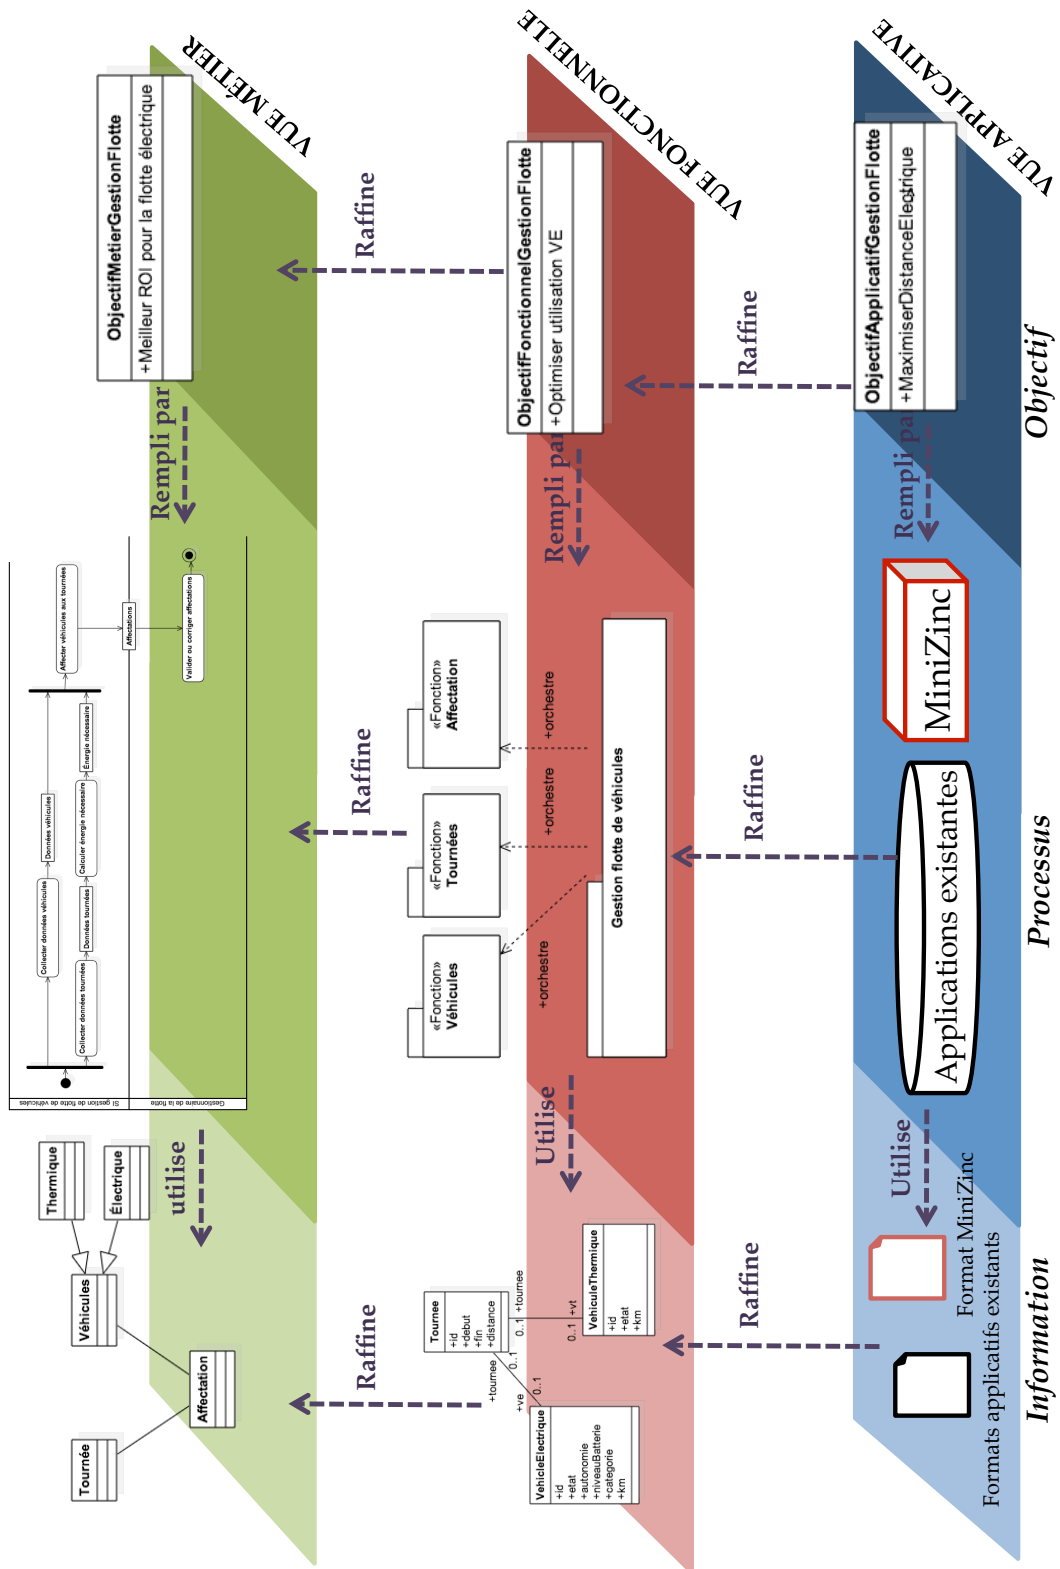 VUE MÉTIER
Tournée
Affectation
Véhicules
Thermique
Électrique
utilise
SI gestion de flotte de véhicules
Gestionnaire de la flotte
Collecter données véhicules
Données véhicules
Collecter données tournées
Données tournées
Calculer énergie nécessaire
Énergie nécessaire
Affecter véhicules aux tournées
Affectations
Valider ou corriger affectations
Rempli par
ObjectifMetierGestionFlotte
+Meilleur ROI pour la flotte électrique
Raffine
Raffine
Raffine
VUE FONCTIONNELLE
VehicleElectrique
+id
+etat
+autonomie
+niveauBatterie
+categorie
+km
+tournee
0..1
+ve
0..1
Tournee
+id
+debut
+fin
+distance
+tournee
0..1
+vt
0..1
VehiculeThermique
+id
+etat
+km
Utilise
«Fonction»
Véhicules
«Fonction»
Tournées
«Fonction»
Affectation
+orchestre
+orchestre
+orchestre
Gestion flotte de véhicules
Rempli par
ObjectifFonctionnelGestionFlotte
+Optimiser utilisation VE
Raffine
Raffine
Raffine
VUE APPLICATIVE
Format MiniZinc
Formats applicatifs existants
Utilise
Applications existantes
MiniZinc
Rempli par
ObjectifApplicatifGestionFlotte
+MaximiserDistanceElectrique
Information
Processus
Objectif